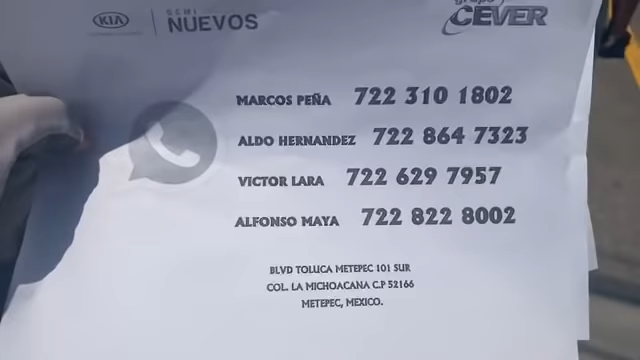 KIA
SEMI
NUEVOS
grupo
CEVER
MARCOS PEÑA 722 310 1802
ALDO HERNANDEZ 722 864 7323
VICTOR LARA 722 629 7957
ALFONSO MAYA 722 822 8002
BLVD TOLUCA METEPEC 101 SUR
COL. LA MICHOACANA C.P 52166
METEPEC, MEXICO.